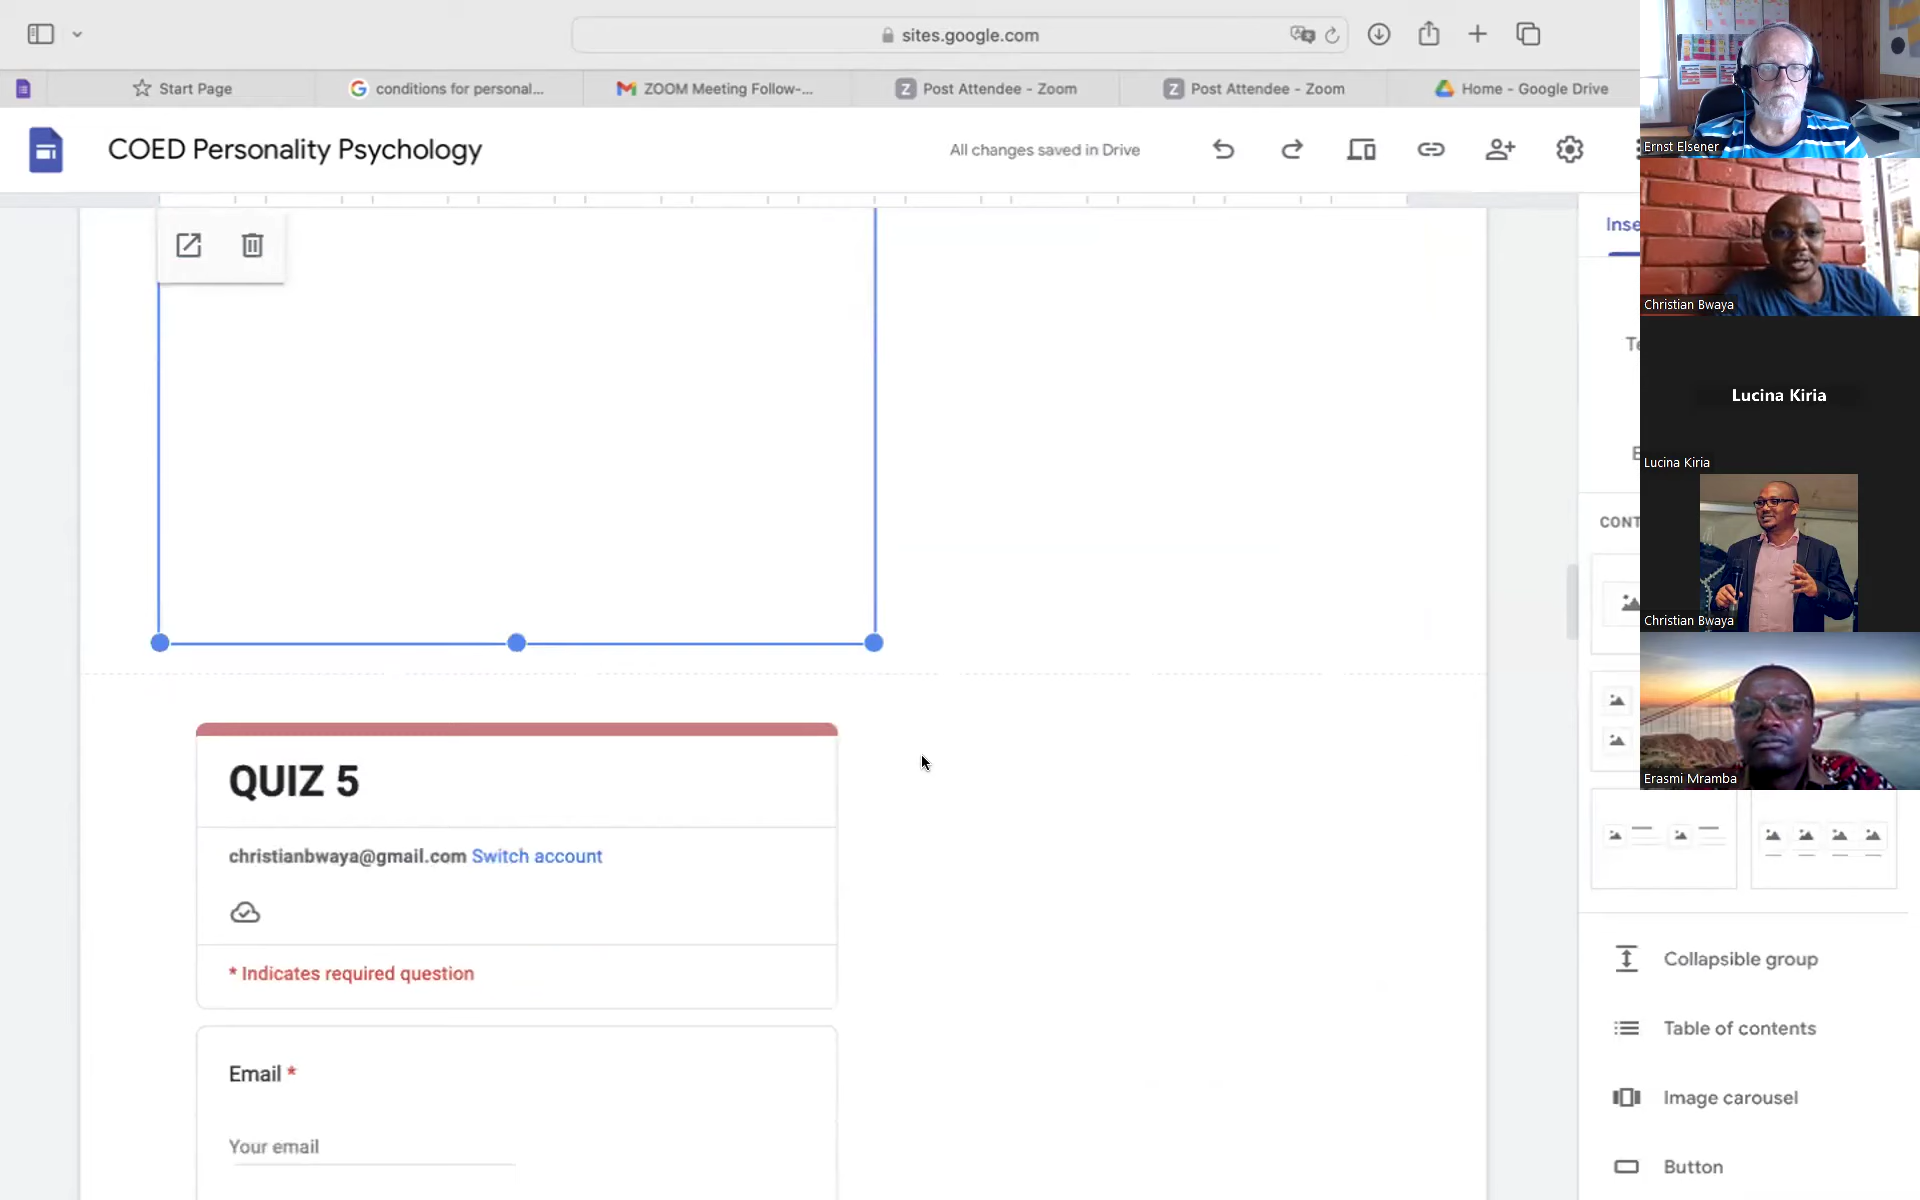 sites.google.com
Start Page
conditions for personal...
ZOOM Meeting Follow-...
Post Attendee - Zoom
Post Attendee - Zoom
Home - Google Drive
COED Personality Psychology
All changes saved in Drive
Inse
CONT
QUIZ 5
christianbwaya@gmail.com Switch account
* Indicates required question
Email *
Your email
Collapsible group
Table of contents
Image carousel
Button
Ernst Elsener
Christian Bwaya
Lucina Kiria
Lucina Kiria
Christian Bwaya
Erasmi Mramba